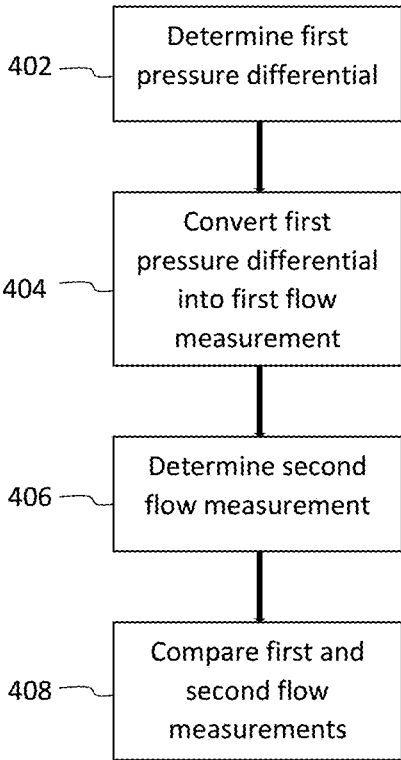 Determine first
402
pressure differential
Convert first
pressure differential
404
into first flow
measurement
Determine second
406
flow measurement
Compare first and
408
second flow
measurements